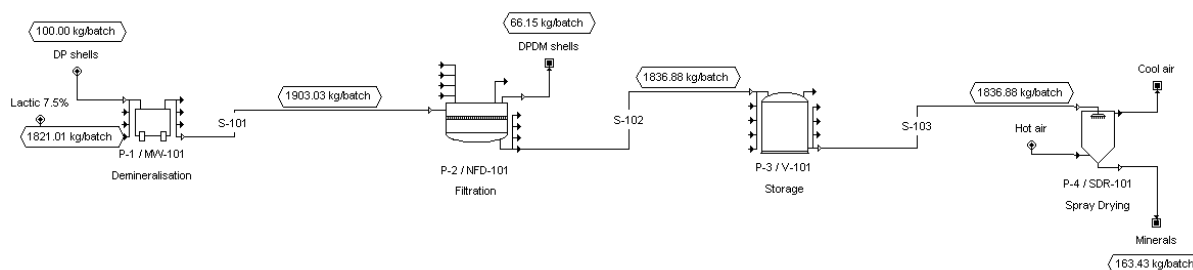 100.00 kg/batch
DP shells
Lactic 7.5%
1821.01 kg/batch
P-1 / MW-101
Demineralisation
S-101
1903.03 kg/batch
66.15 kg/batch
DPDM shells
P-2 / NFD-101
Filtration
S-102
1836.88 kg/batch
P-3 / V-101
Storage
S-103
1836.88 kg/batch
Cool air
Hot air
P-4 / SDR-101
Spray Drying
Minerals
163.43 kg/batch